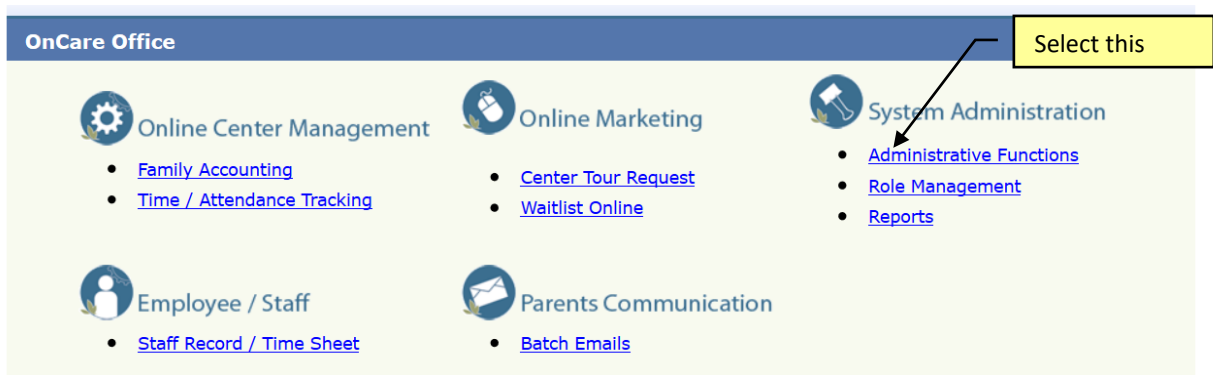 OnCare Office
Select this
Online Center Management
Family Accounting
Time / Attendance Tracking
Online Marketing
Center Tour Request
Waitlist Online
System Administration
Administrative Functions
Role Management
Reports
Employee / Staff
Staff Record / Time Sheet
Parents Communication
Batch Emails